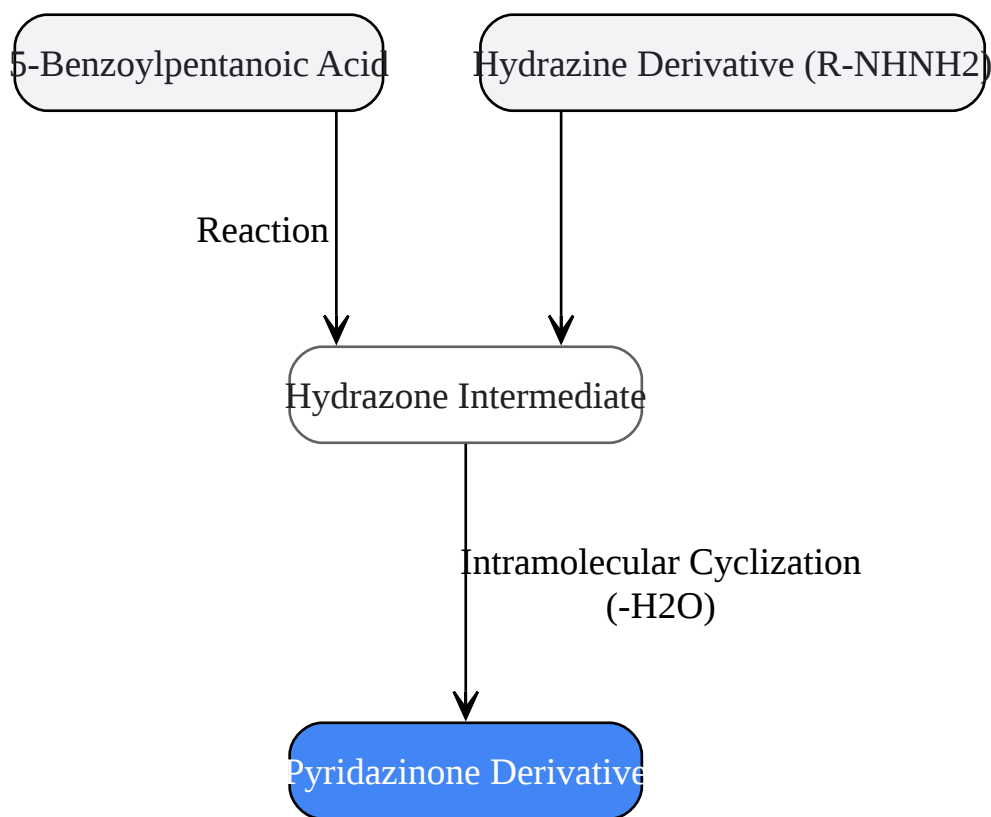 5-Benzoylpentanoic Acid
Hydrazine Derivative (R-NHNH2)
Reaction
Hydrazone Intermediate
Intramolecular Cyclization
(-H2O)
Pyridazinone Derivative